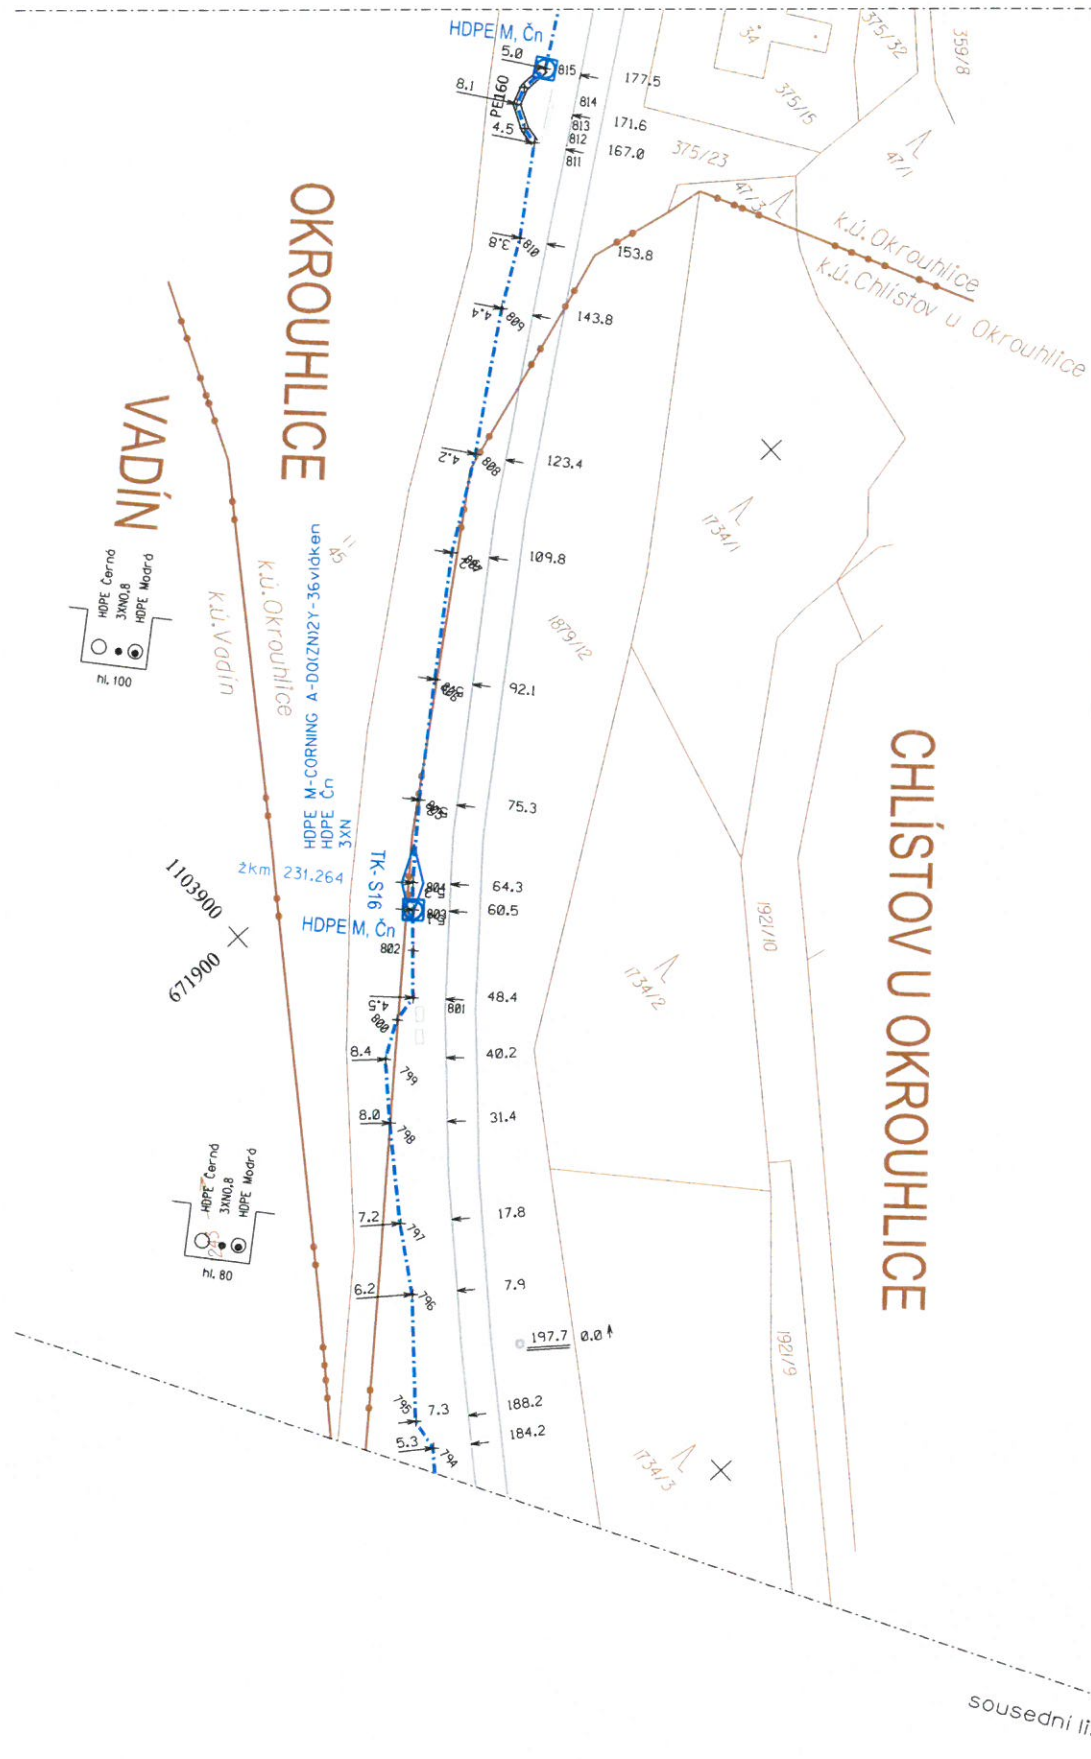 HDPE M, Čn
5.0
815
177.5
8.1
PE160
814
813
171.6
4.5
812
811
167.0
34
375/32
359/8
375/15
375/23
47/1
47/3
k.ú.Okrouhlice
k.ú.Chlístov u Okrouhlice
3.8
810
153.8
4.4
809
143.8
OKROUHLICE
VADÍN
4.2
808
123.4
109.8
1734/1
11
45
HDPE Černá
3XN0.8
HDPE Modrá
hl. 100
k.ú.Vadín
k.ú.Okrouhlice
1879/12
92.1
HDPE M-CORNING A-DQ(ZN)2Y-36vláken
HDPE Čn
3XN
75.3
CHLÍSTOV U OKROUHLICE
žkm 231.264
TK-S16
804
64.3
803
5.1
60.5
HDPE M, Čn
802
1103900
671900
1921/10
1734/2
4.5
801
48.4
800
8.4
799
40.2
8.0
798
31.4
HDPE Černá
3XN0.8
HDPE Modrá
hl. 80
7.2
797
17.8
6.2
796
7.9
197.7 0.0
1921/9
795
7.3
188.2
5.3
794
184.2
1734/3
sousední li